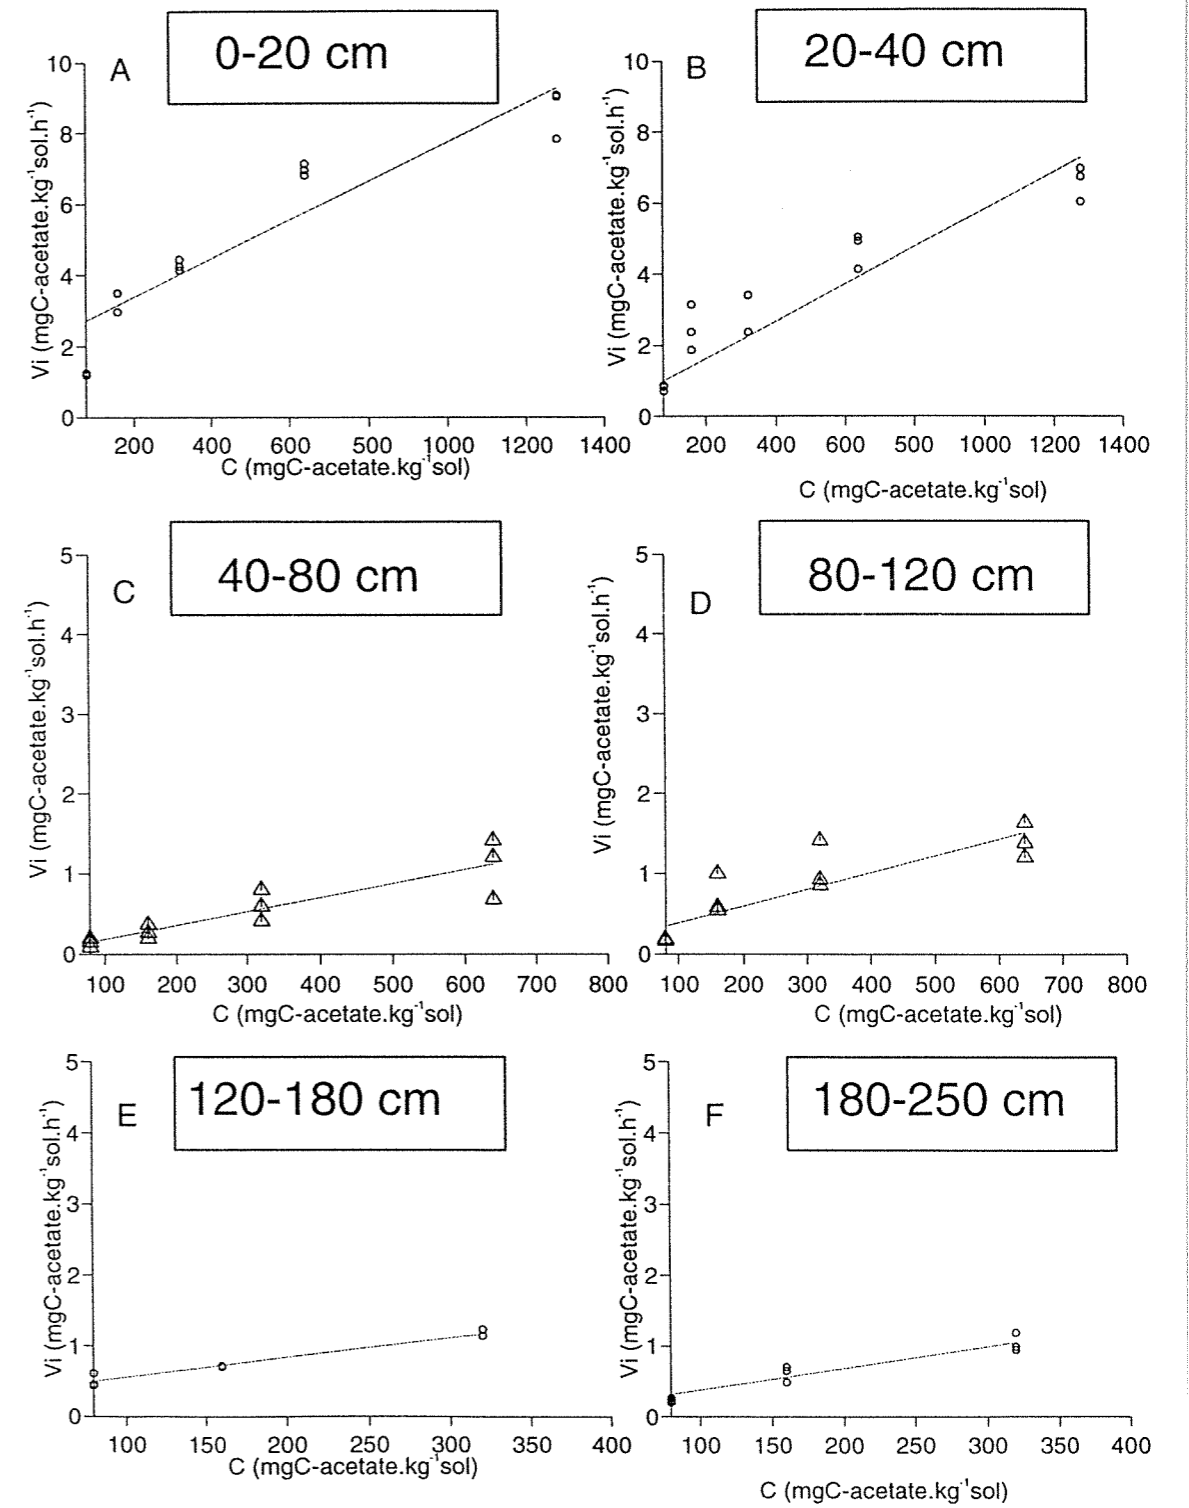 0-20 cm
A
10
8
6
4
2
0
Vi (mgC-acetate.kg⁻¹sol.h⁻¹)
200 400 600 500 1000 1200 1400
C (mgC-acetate.kg⁻¹sol)
20-40 cm
B
10
8
6
4
2
0
Vi (mgC-acetate.kg⁻¹sol.h⁻¹)
200 400 600 500 1000 1200 1400
C (mgC-acetate.kg⁻¹sol)
40-80 cm
C
5
4
3
2
1
0
Vi (mgC-acetate.kg⁻¹sol.h⁻¹)
100 200 300 400 500 600 700 800
C (mgC-acetate.kg⁻¹sol)
80-120 cm
D
5
4
3
2
1
0
Vi (mgC-acetate.kg⁻¹sol.h⁻¹)
100 200 300 400 500 600 700 800
C (mgC-acetate.kg⁻¹sol)
120-180 cm
E
5
4
3
2
1
0
Vi (mgC-acetate.kg⁻¹sol.h⁻¹)
100 150 200 250 300 350 400
C (mgC-acetate.kg⁻¹sol)
180-250 cm
F
5
4
3
2
1
0
Vi (mgC-acetate.kg⁻¹sol.h⁻¹)
100 150 200 250 300 350 400
C (mgC-acetate.kg⁻¹sol)